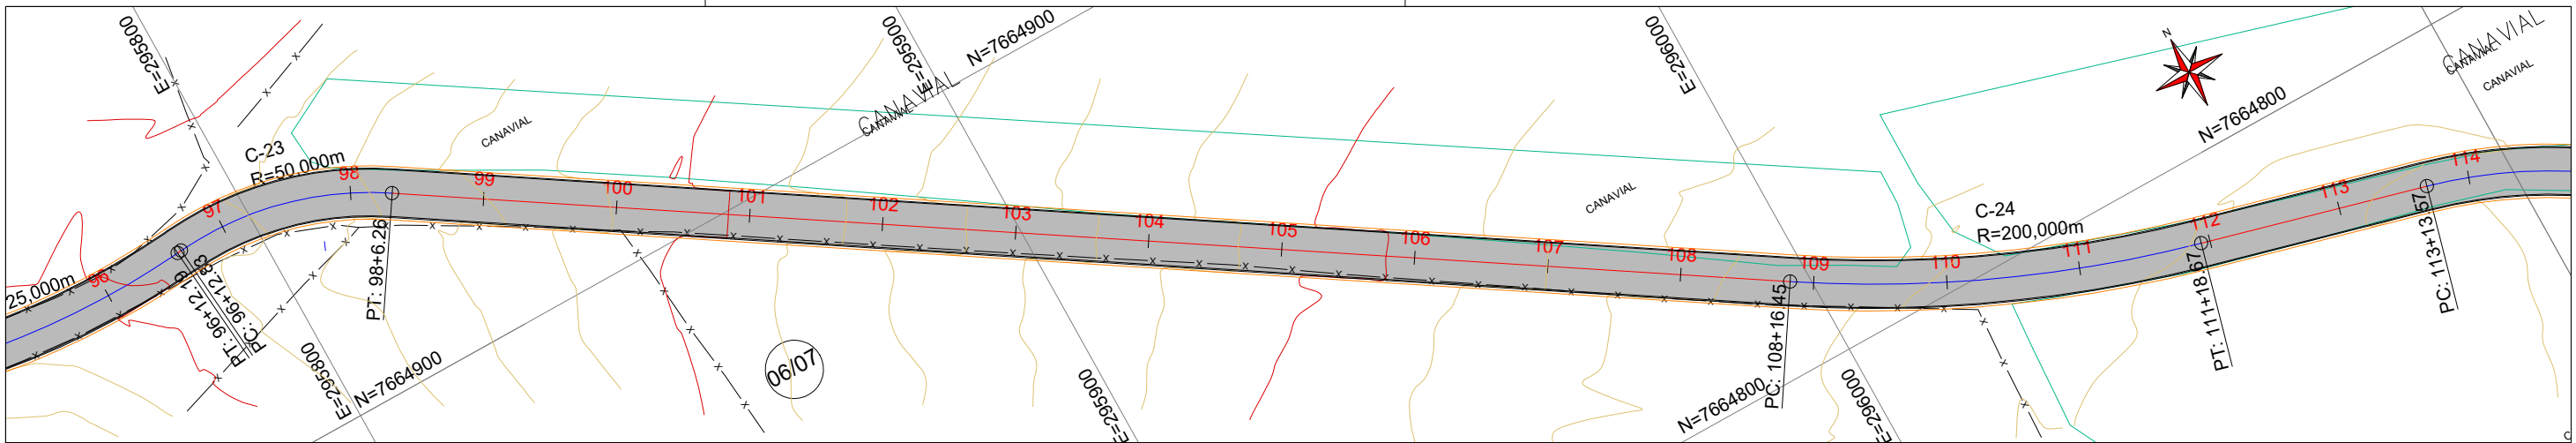 E=295800
E=295900
N=7664900
E=296000
N
CANAVIAL
CANAVIAL
CANAVIAL
N=7664800
CANAVIAL
CANAVIAL
CANAVIAL
C-23
R=50,000m
CANAVIAL
C-24
R=200,000m
25,000m
96
97
98
99
100
101
102
103
104
105
106
107
108
109
110
111
112
113
114
PT: 96+12.19
PC: 96+12.83
PT: 98+6.26
PC: 108+16.45
PT: 111+18.67
PC: 113+13.57
E=295800
N=7664900
06/07
E=295900
N=7664800
E=296000
C